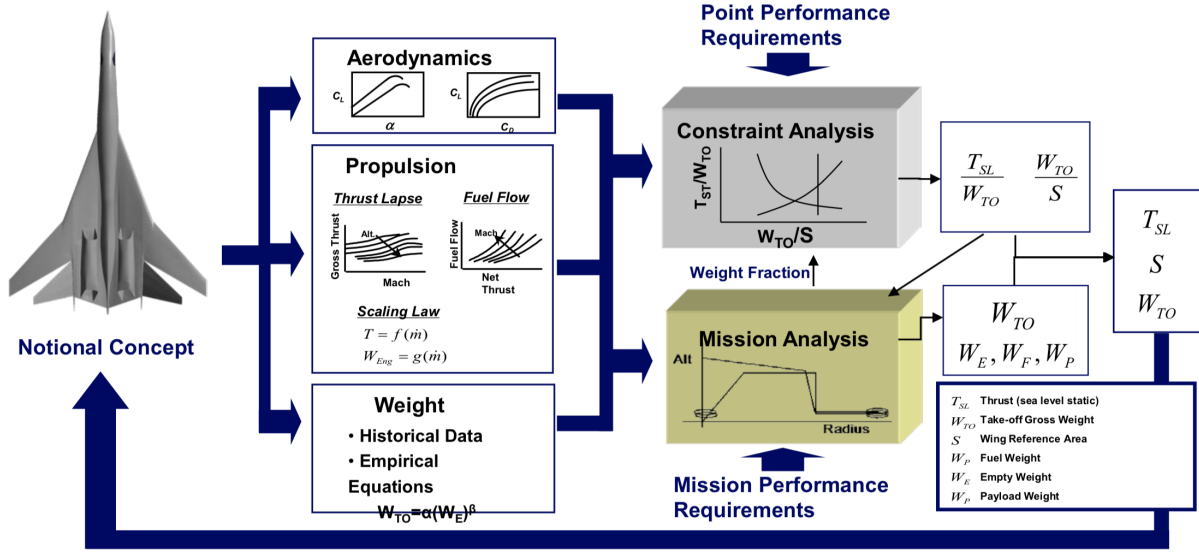 Notional Concept
Aerodynamics
C_L
α
C_L
C_D
Propulsion
Thrust Lapse
Fuel Flow
Gross Thrust
Alt.
Mach
Fuel Flow
Mach
Net
Thrust
Scaling Law
T = f(ṁ)
W_Eng = g(ṁ)
Weight
• Historical Data
• Empirical
Equations
W_TO=α(W_E)^β
Point Performance
Requirements
Constraint Analysis
T_ST/W_TO
w_TO/S
Weight Fraction
Mission Analysis
Alt
Radius
Mission Performance
Requirements
T_SL/W_TO W_TO/S
W_TO
W_E, W_F, W_P
T_SL
S
W_TO
T_SL Thrust (sea level static)
W_TO Take-off Gross Weight
S Wing Reference Area
W_P Fuel Weight
W_E Empty Weight
W_P Payload Weight